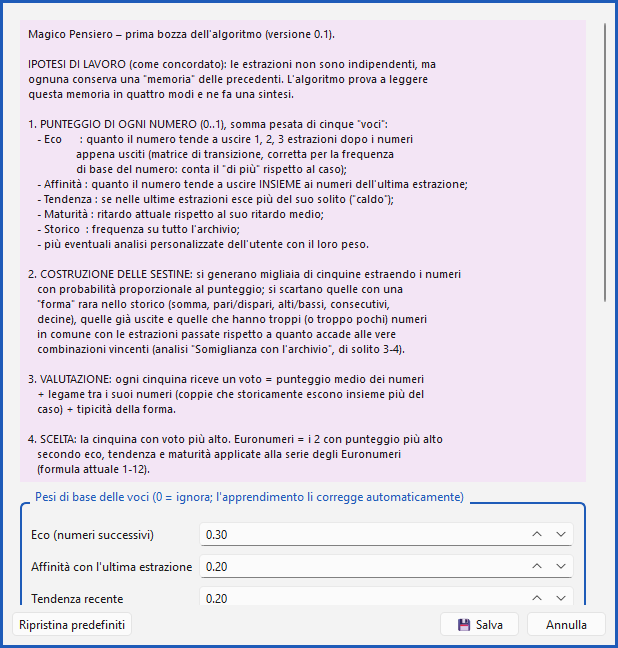 Magico Pensiero – prima bozza dell'algoritmo (versione 0.1).
IPOTESI DI LAVORO (come concordato): le estrazioni non sono indipendenti, ma
ognuna conserva una "memoria" delle precedenti. L'algoritmo prova a leggere
questa memoria in quattro modi e ne fa una sintesi.
1. PUNTEGGIO DI OGNI NUMERO (0..1), somma pesata di cinque "voci":
- Eco : quanto il numero tende a uscire 1, 2, 3 estrazioni dopo i numeri
appena usciti (matrice di transizione, corretta per la frequenza
di base del numero: conta il "di più" rispetto al caso);
- Affinità : quanto il numero tende a uscire INSIEME ai numeri dell'ultima estrazione;
- Tendenza : se nelle ultime estrazioni esce più del suo solito ("caldo");
- Maturità : ritardo attuale rispetto al suo ritardo medio;
- Storico : frequenza su tutto l'archivio;
- più eventuali analisi personalizzate dell'utente con il loro peso.
2. COSTRUZIONE DELLE SESTINE: si generano migliaia di cinquine estraendo i numeri
con probabilità proporzionale al punteggio; si scartano quelle con una
"forma" rara nello storico (somma, pari/dispari, alti/bassi, consecutivi,
decine), quelle già uscite e quelle che hanno troppi (o troppo pochi) numeri
in comune con le estrazioni passate rispetto a quanto accade alle vere
combinazioni vincenti (analisi "Somiglianza con l'archivio", di solito 3-4).
3. VALUTAZIONE: ogni cinquina riceve un voto = punteggio medio dei numeri
+ legame tra i suoi numeri (coppie che storicamente escono insieme più del
caso) + tipicità della forma.
4. SCELTA: la cinquina con voto più alto. Euronumeri = i 2 con punteggio più alto
secondo eco, tendenza e maturità applicate alla serie degli Euronumeri
(formula attuale 1-12).
Pesi di base delle voci (0 = ignora; l'apprendimento li corregge automaticamente)
Eco (numeri successivi) 0.30
Affinità con l'ultima estrazione 0.20
Tendenza recente 0.20
Ripristina predefiniti Salva Annulla